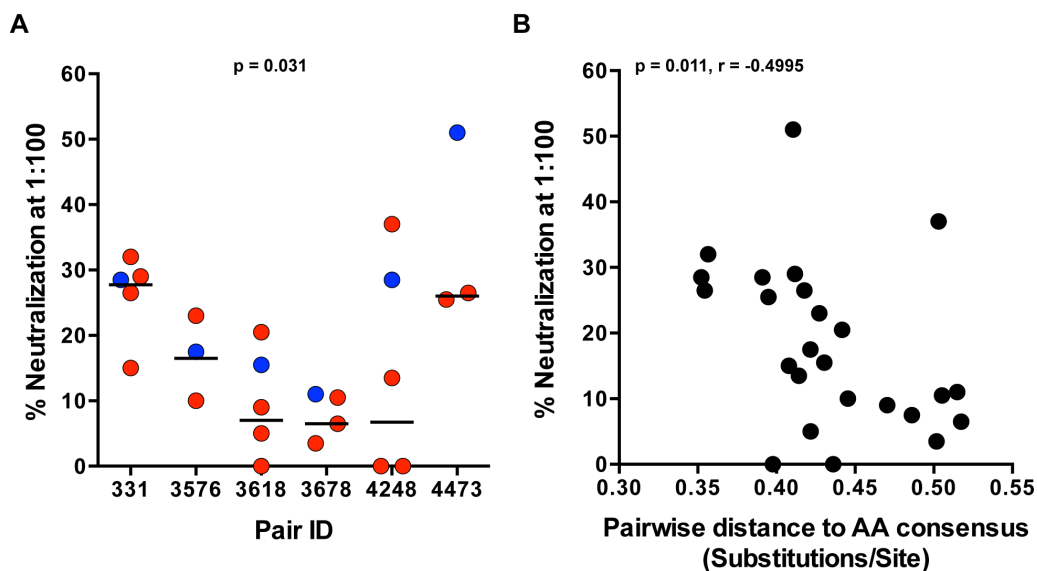 A
p = 0.031
% Neutralization at 1:100
60
50
40
30
20
10
0
331 3576 3618 3678 4248 4473
Pair ID
B
p = 0.011, r = -0.4995
% Neutralization at 1:100
60
50
40
30
20
10
0
0.30 0.35 0.40 0.45 0.50 0.55
Pairwise distance to AA consensus
(Substitutions/Site)